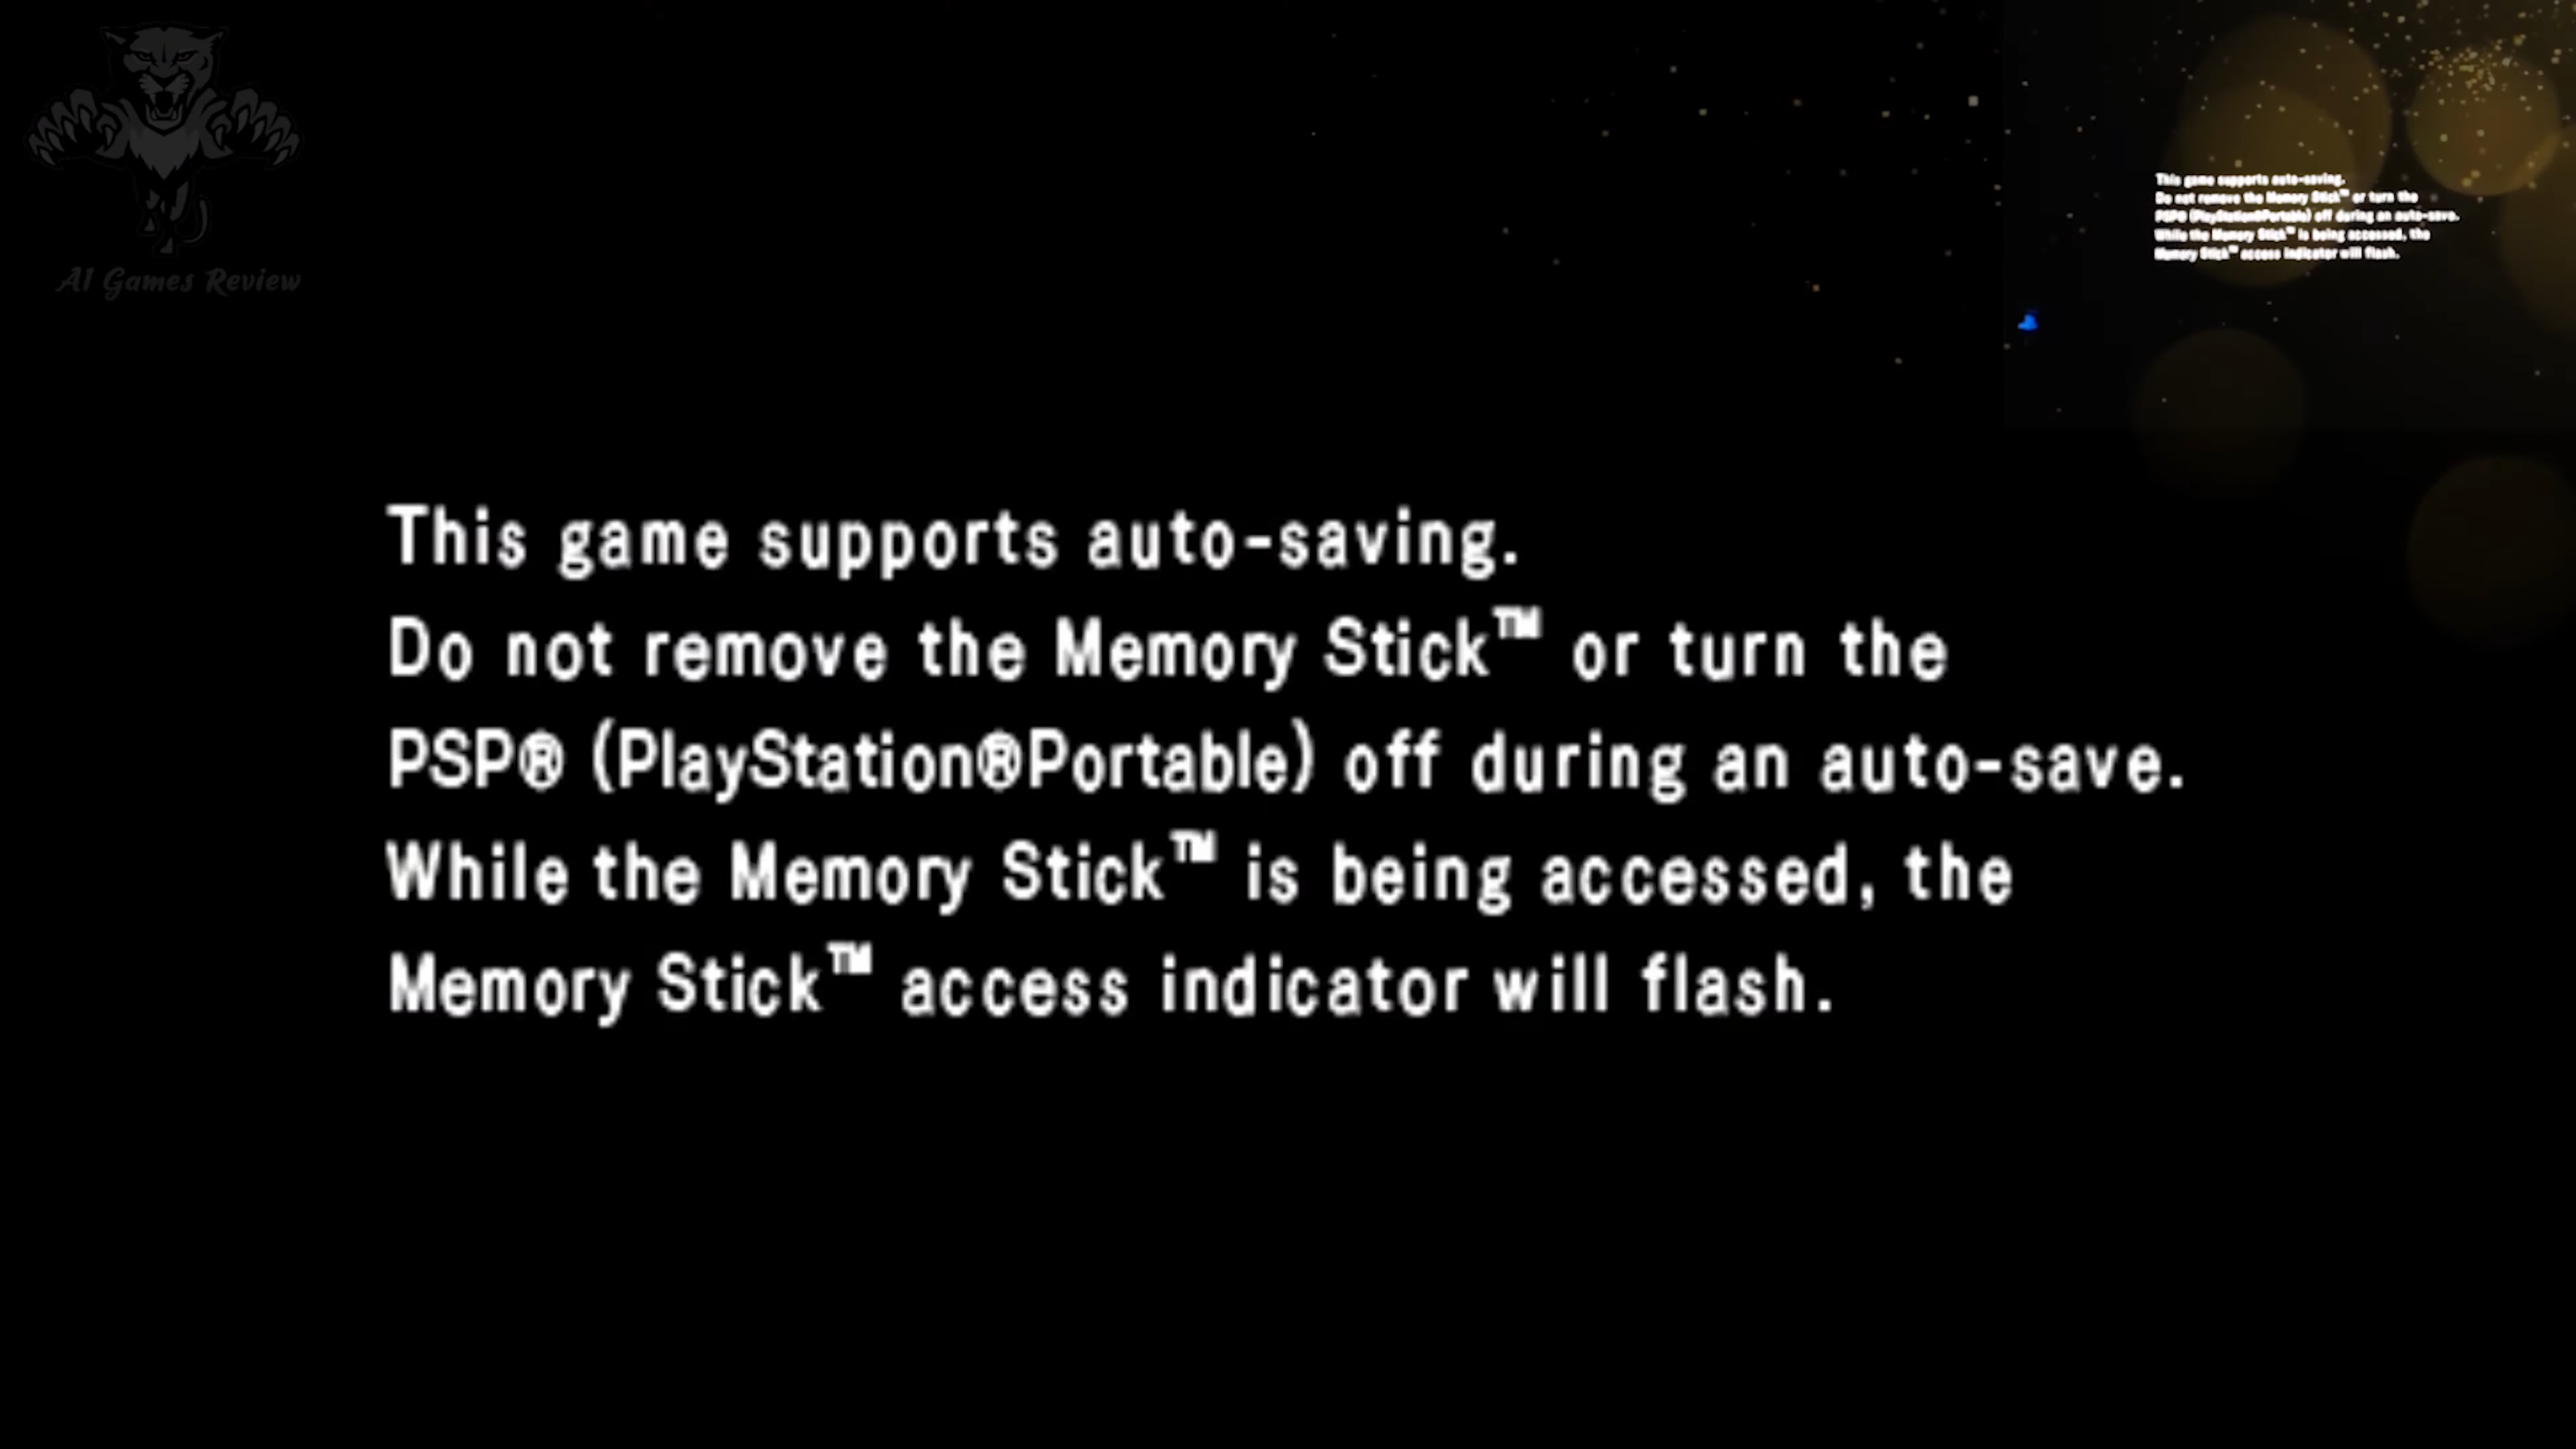 A1 Games Review
This game supports auto-saving.
Do not remove the Memory Stick™ or turn the
PSP® (PlayStation®Portable) off during an auto-save.
While the Memory Stick™ is being accessed, the
Memory Stick™ access indicator will flash.
This game supports auto-saving.
Do not remove the Memory Stick™ or turn the
PSP® (PlayStation®Portable) off during an auto-save.
While the Memory Stick™ is being accessed, the
Memory Stick™ access indicator will flash.